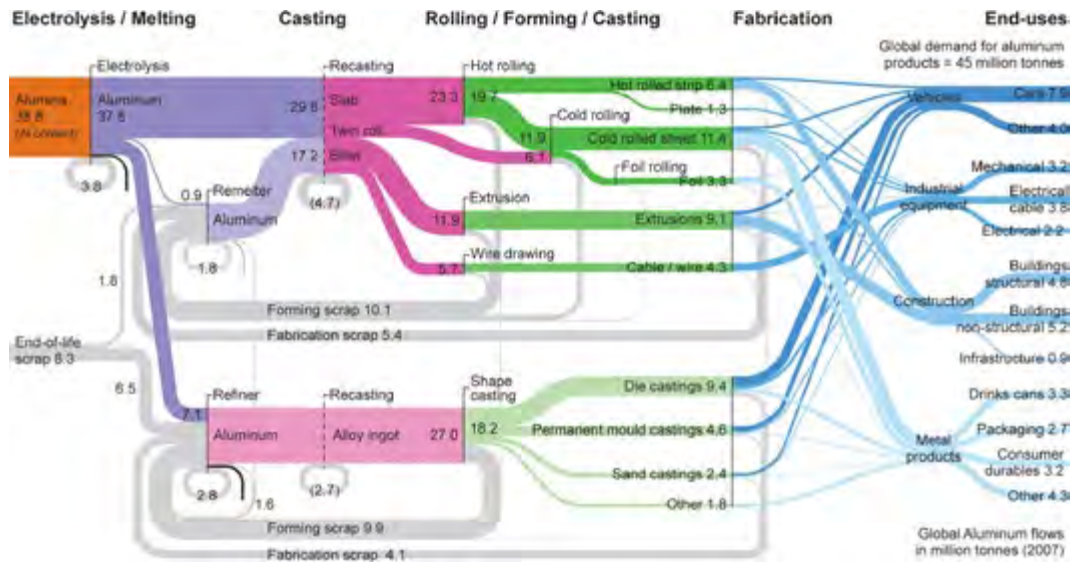 Electrolysis / Melting
Casting
Rolling / Forming / Casting
Fabrication
End-uses
Global demand for aluminum
products = 45 million tonnes
Electrolysis
Recasting
Hot rolling
Alumina
38.8
(Al content)
Aluminum
37.8
29.8
Slab
23.3
19.7
Hot rolled strip 6.4
Plate 1.3
Cold rolling
11.9
Cold rolled sheet 11.4
Twin roll
6.1
17.2
Billet
Foil rolling
Foil 3.3
3.8
0.9
Remelter
Aluminum
(4.7)
Extrusion
11.9
Extrusions 9.1
1.8
Wire drawing
5.7
Cable / wire 4.3
1.8
Forming scrap 10.1
Fabrication scrap 5.4
End-of-life
scrap 8.3
6.5
7.1
Refiner
Aluminum
Recasting
Alloy ingot
27.0
Shape
casting
18.2
Die castings 9.4
Permanent mould castings 4.6
Sand castings 2.4
Other 1.8
2.8
1.6
(2.7)
Forming scrap 9.9
Fabrication scrap 4.1
Vehicles
Cars 7.9
Other 4.0
Industrial
equipment
Mechanical 3.2
Electrical
cable 3.8
Electrical 2.2
Construction
Buildings
structural 4.8
Buildings
non-structural 5.2
Infrastructure 0.9
Metal
products
Drinks cans 3.3
Packaging 2.7
Consumer
durables 3.2
Other 4.3
Global Aluminum flows
in million tonnes (2007)